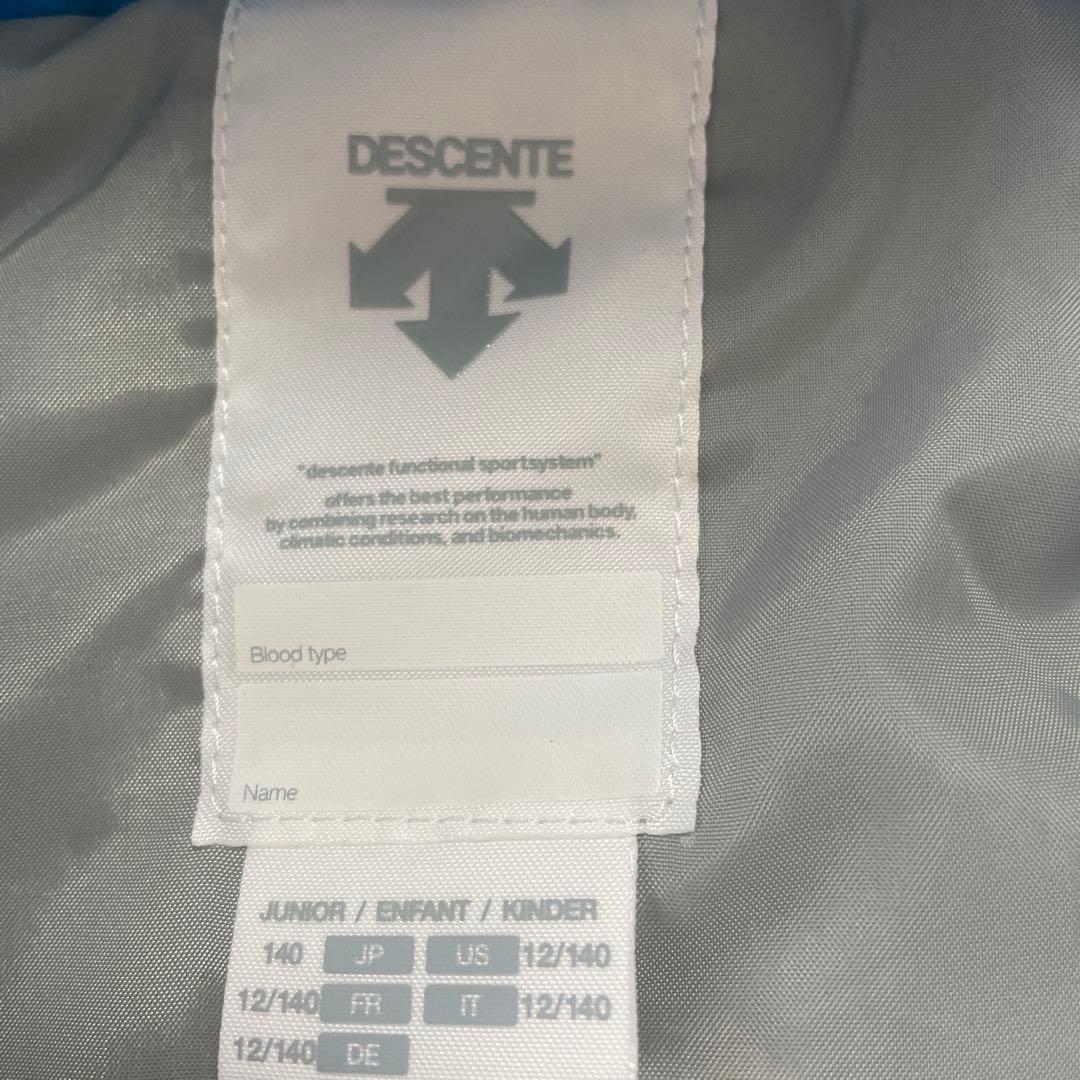 DESCENTE
"descente functional sportsystem"
offers the best performance
by combining research on the human body,
climatic conditions, and biomechanics.
Blood type
Name
JUNIOR / ENFANT / KINDER
140 JP US 12/140
12/140 FR IT 12/140
12/140 DE